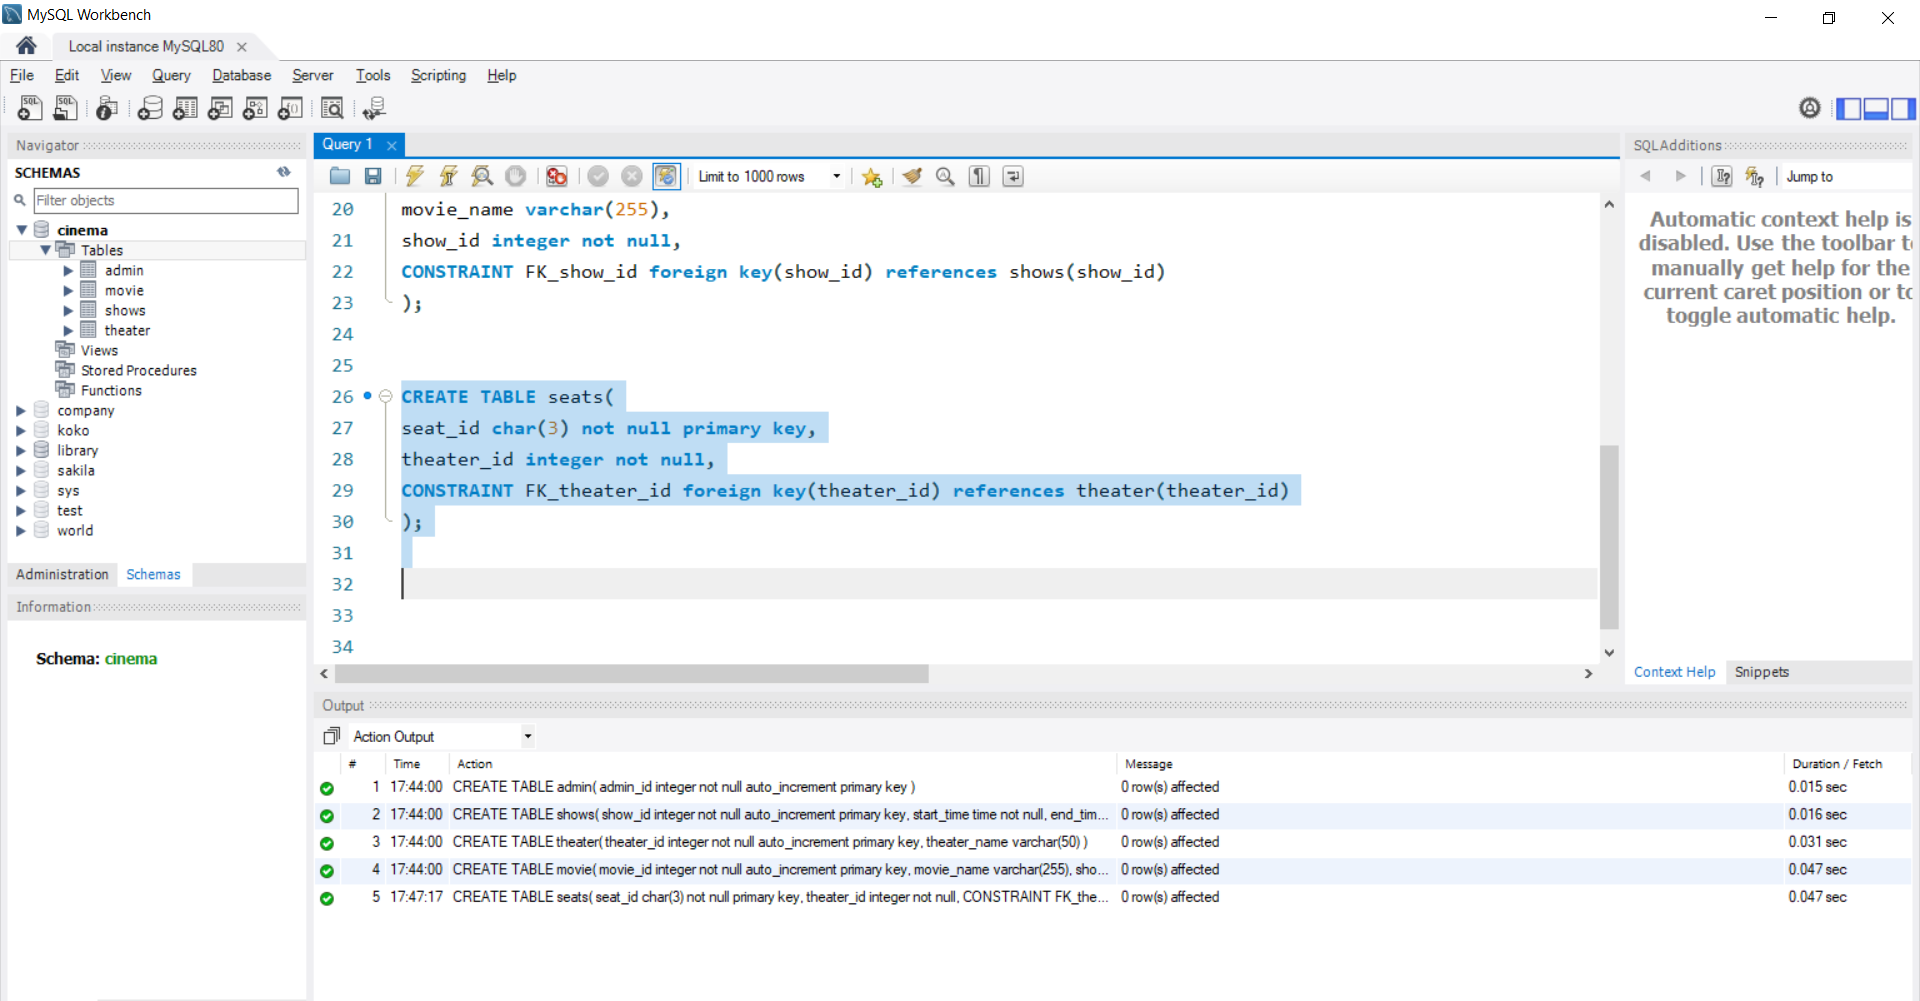 MySQL Workbench
Local instance MySQL80
File Edit View Query Database Server Tools Scripting Help
Navigator
SCHEMAS
Filter objects
cinema
Tables
admin
movie
shows
theater
Views
Stored Procedures
Functions
company
koko
library
sakila
sys
test
world
Administration Schemas
Information
Schema: cinema
Query 1
Limit to 1000 rows
20 movie_name varchar(255),
21 show_id integer not null,
22 CONSTRAINT FK_show_id foreign key(show_id) references shows(show_id)
23 );
24
25
26 CREATE TABLE seats(
27 seat_id char(3) not null primary key,
28 theater_id integer not null,
29 CONSTRAINT FK_theater_id foreign key(theater_id) references theater(theater_id)
30 );
31
32
33
34
SQLAdditions
Jump to
Automatic context help is
disabled. Use the toolbar t
manually get help for the
current caret position or to
toggle automatic help.
Context Help Snippets
Output
Action Output
# Time Action Message Duration / Fetch
1 17:44:00 CREATE TABLE admin( admin_id integer not null auto_increment primary key ) 0 row(s) affected 0.015 sec
2 17:44:00 CREATE TABLE shows( show_id integer not null auto_increment primary key, start_time time not null, end_tim... 0 row(s) affected 0.016 sec
3 17:44:00 CREATE TABLE theater( theater_id integer not null auto_increment primary key, theater_name varchar(50) ) 0 row(s) affected 0.031 sec
4 17:44:00 CREATE TABLE movie( movie_id integer not null auto_increment primary key, movie_name varchar(255), sho... 0 row(s) affected 0.047 sec
5 17:47:17 CREATE TABLE seats( seat_id char(3) not null primary key, theater_id integer not null, CONSTRAINT FK_the... 0 row(s) affected 0.047 sec